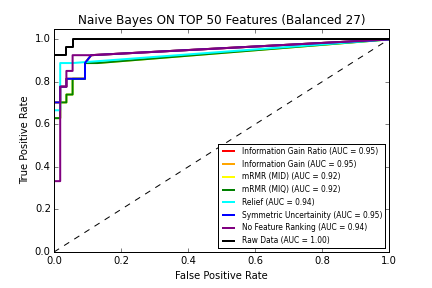 Naive Bayes ON TOP 50 Features (Balanced 27)
1.0
0.8
0.6
0.4
0.2
0.0
True Positive Rate
Information Gain Ratio (AUC = 0.95)
Information Gain (AUC = 0.95)
mRMR (MID) (AUC = 0.92)
mRMR (MIQ) (AUC = 0.92)
Relief (AUC = 0.94)
Symmetric Uncertainity (AUC = 0.95)
No Feature Ranking (AUC = 0.94)
Raw Data (AUC = 1.00)
0.0 0.2 0.4 0.6 0.8 1.0
False Positive Rate